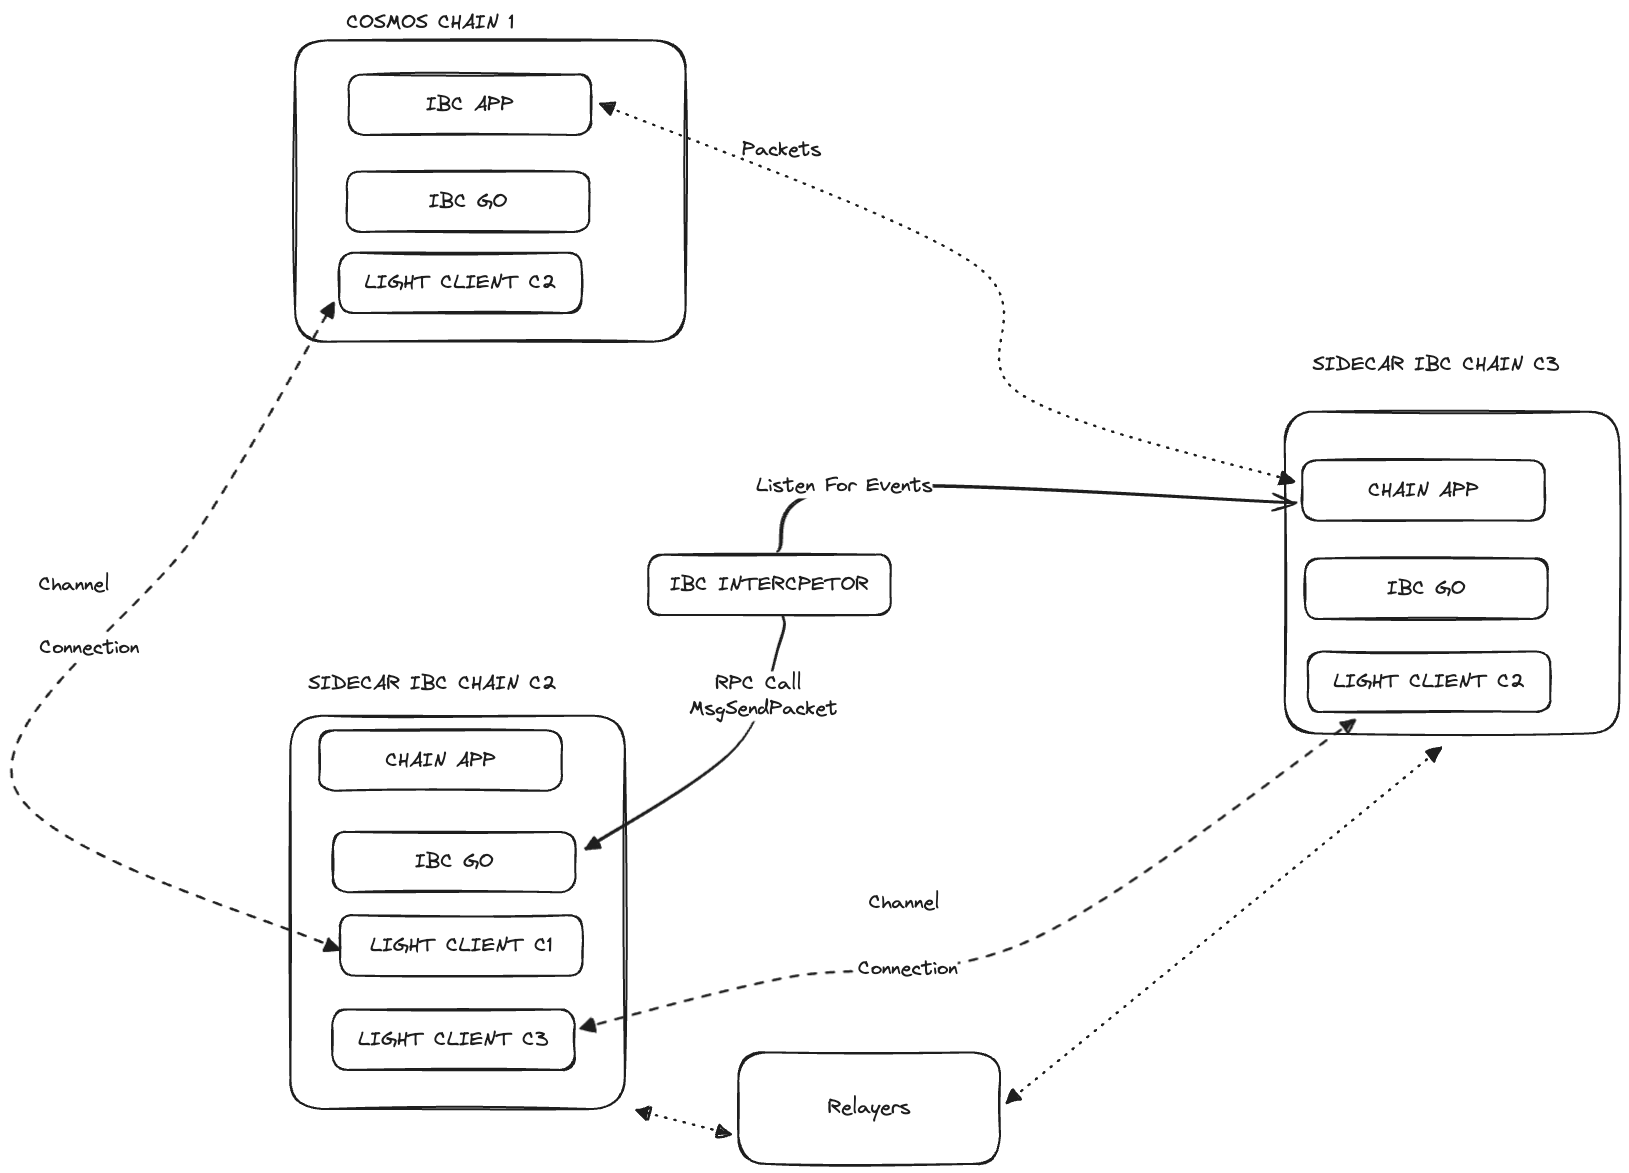 COSMOS CHAIN 1
IBC APP
IBC GO
LIGHT CLIENT C2
Packets
SIDECAR IBC CHAIN C3
CHAIN APP
IBC GO
LIGHT CLIENT C2
Listen For Events
IBC INTERCPETOR
RPC Call
MsgSendPacket
Channel
Connection
SIDECAR IBC CHAIN C2
CHAIN APP
IBC GO
LIGHT CLIENT C1
LIGHT CLIENT C3
Channel
Connection
Relayers